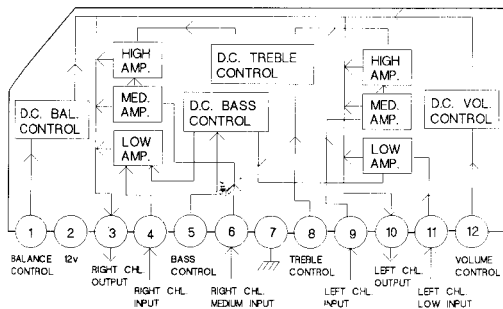 HIGH
AMP.
D.C. TREBLE
CONTROL
HIGH
AMP.
MED.
AMP.
MED.
AMP.
D.C. BAL.
CONTROL
D.C. BASS
CONTROL
D.C. VOL.
CONTROL
LOW
AMP.
LOW
AMP.
1 2 3 4 5 6 7 8 9 10 11 12
BALANCE
CONTROL
12v
RIGHT CHL.
OUTPUT
RIGHT CHL.
INPUT
BASS
CONTROL
RIGHT CHL.
MEDIUM INPUT
TREBLE
CONTROL
LEFT CHL.
INPUT
LEFT CHL.
OUTPUT
LEFT CHL.
LOW INPUT
VOLUME
CONTROL